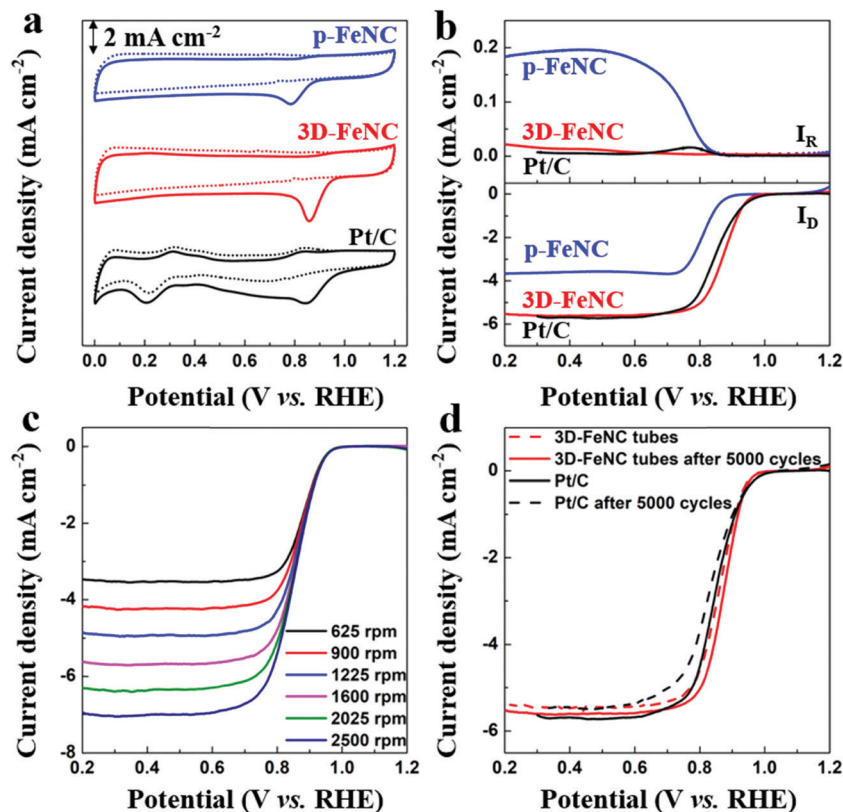 a
2 mA cm⁻²
p-FeNC
3D-FeNC
Pt/C
Current density (mA cm⁻²)
0.0 0.2 0.4 0.6 0.8 1.0 1.2
Potential (V vs. RHE)
b
0.2
0.1
0.0
p-FeNC
3D-FeNC
Pt/C
I_R
0
-2
-4
-6
I_D
p-FeNC
3D-FeNC
Pt/C
Current density (mA cm⁻²)
0.2 0.4 0.6 0.8 1.0 1.2
Potential (V vs. RHE)
c
0
-2
-4
-6
-8
625 rpm
900 rpm
1225 rpm
1600 rpm
2025 rpm
2500 rpm
Current density (mA cm⁻²)
0.2 0.4 0.6 0.8 1.0 1.2
Potential (V vs. RHE)
d
3D-FeNC tubes
3D-FeNC tubes after 5000 cycles
Pt/C
Pt/C after 5000 cycles
0
-2
-4
-6
Current density (mA cm⁻²)
0.2 0.4 0.6 0.8 1.0 1.2
Potential (V vs. RHE)